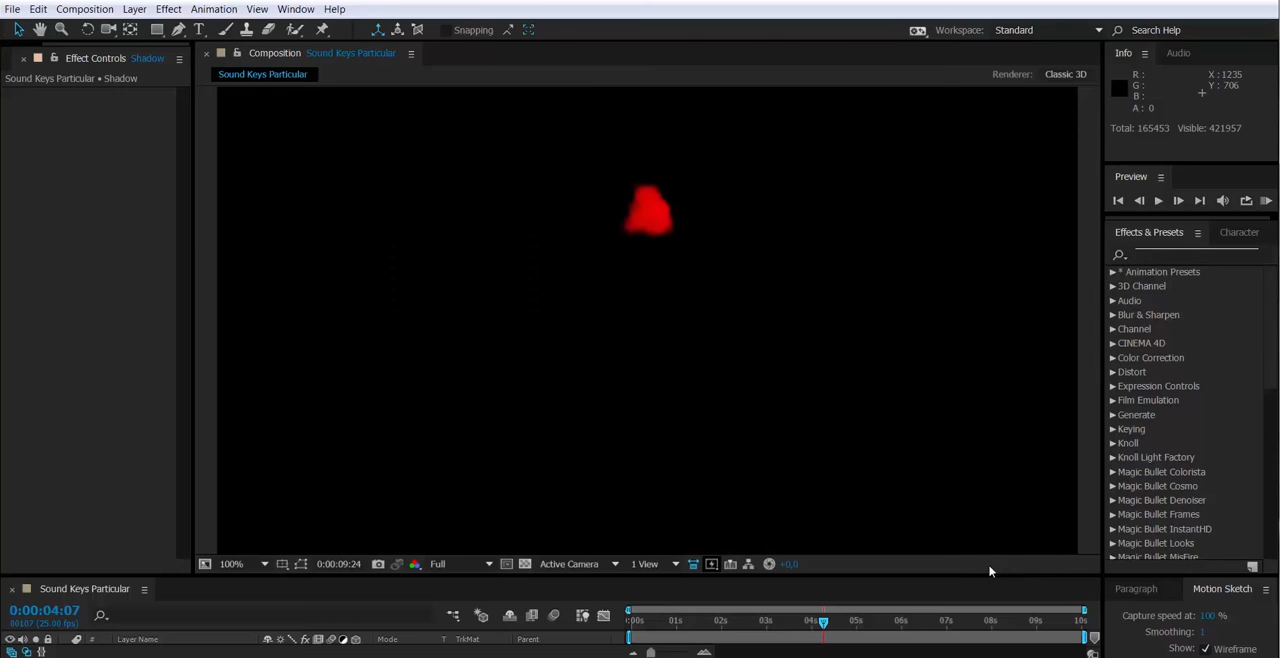 File Edit Composition Layer Effect Animation View Window Help
Snapping Workspace: Standard Search Help
Effect Controls Shadow
Composition Sound Keys Particular
Info Audio
Sound Keys Particular • Shadow
Sound Keys Particular
Renderer: Classic 3D
R : X : 1235
G : Y : 706
B :
A : 0
Total: 165453 Visible: 421957
Preview
Effects & Presets Character
* Animation Presets
3D Channel
Audio
Blur & Sharpen
Channel
CINEMA 4D
Color Correction
Distort
Expression Controls
Film Emulation
Generate
Keying
Knoll
Knoll Light Factory
Magic Bullet Colorista
Magic Bullet Cosmo
Magic Bullet Denoiser
Magic Bullet Frames
Magic Bullet InstantHD
Magic Bullet Looks
Magic Bullet MisFire
100% 0:00:09:24 Full Active Camera 1 View +0,0
Sound Keys Particular
Paragraph Motion Sketch
0:00:04:07
00107 (25.00 fps)
:00s 01s 02s 03s 04s 05s 06s 07s 08s 09s 10s
Capture speed at: 100 %
Smoothing: 1
# Layer Name Mode T TrkMat Parent
Show: Wireframe